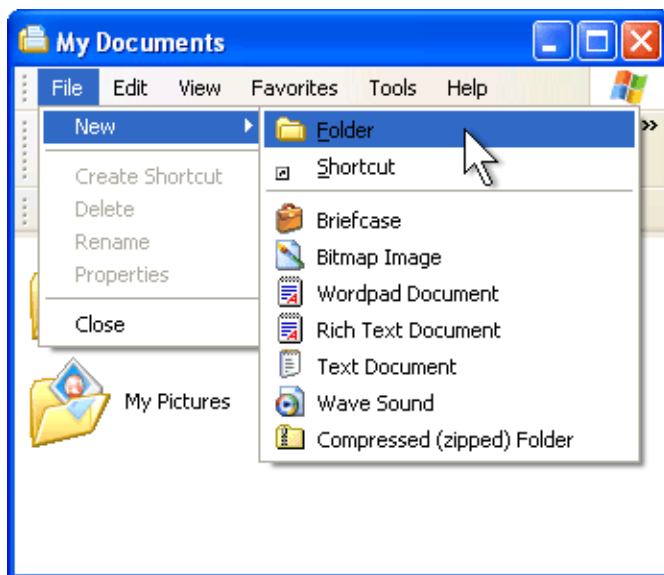 My Documents
File Edit View Favorites Tools Help
New
Create Shortcut
Delete
Rename
Properties
Close
Folder
Shortcut
Briefcase
Bitmap Image
Wordpad Document
Rich Text Document
Text Document
Wave Sound
Compressed (zipped) Folder
My Pictures